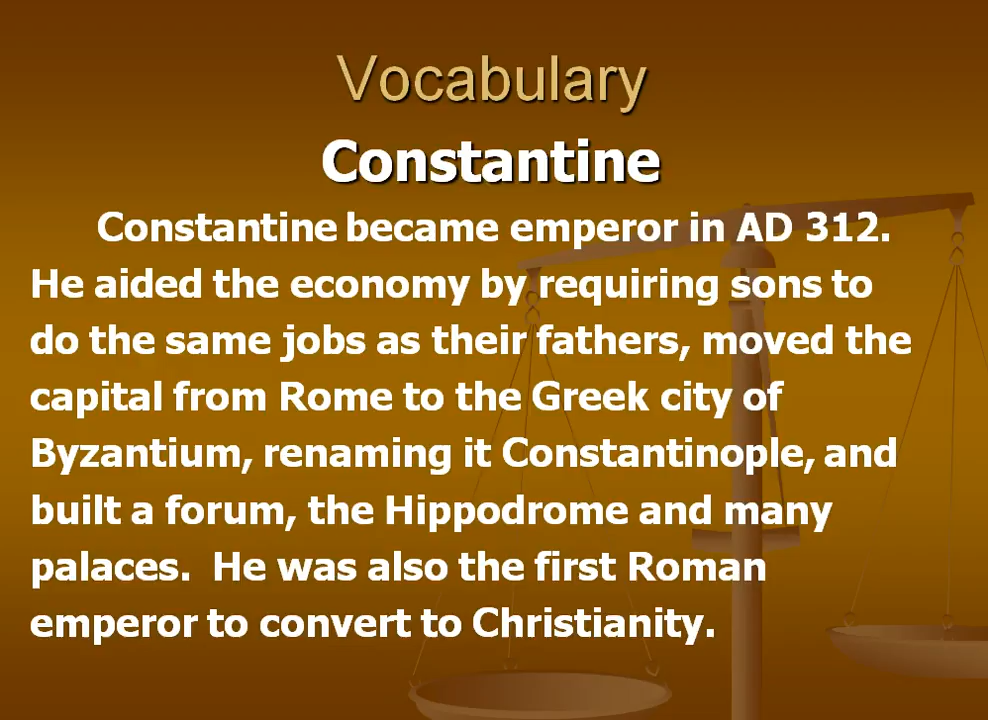 Vocabulary
Constantine
Constantine became emperor in AD 312.
He aided the economy by requiring sons to
do the same jobs as their fathers, moved the
capital from Rome to the Greek city of
Byzantium, renaming it Constantinople, and
built a forum, the Hippodrome and many
palaces.  He was also the first Roman
emperor to convert to Christianity.